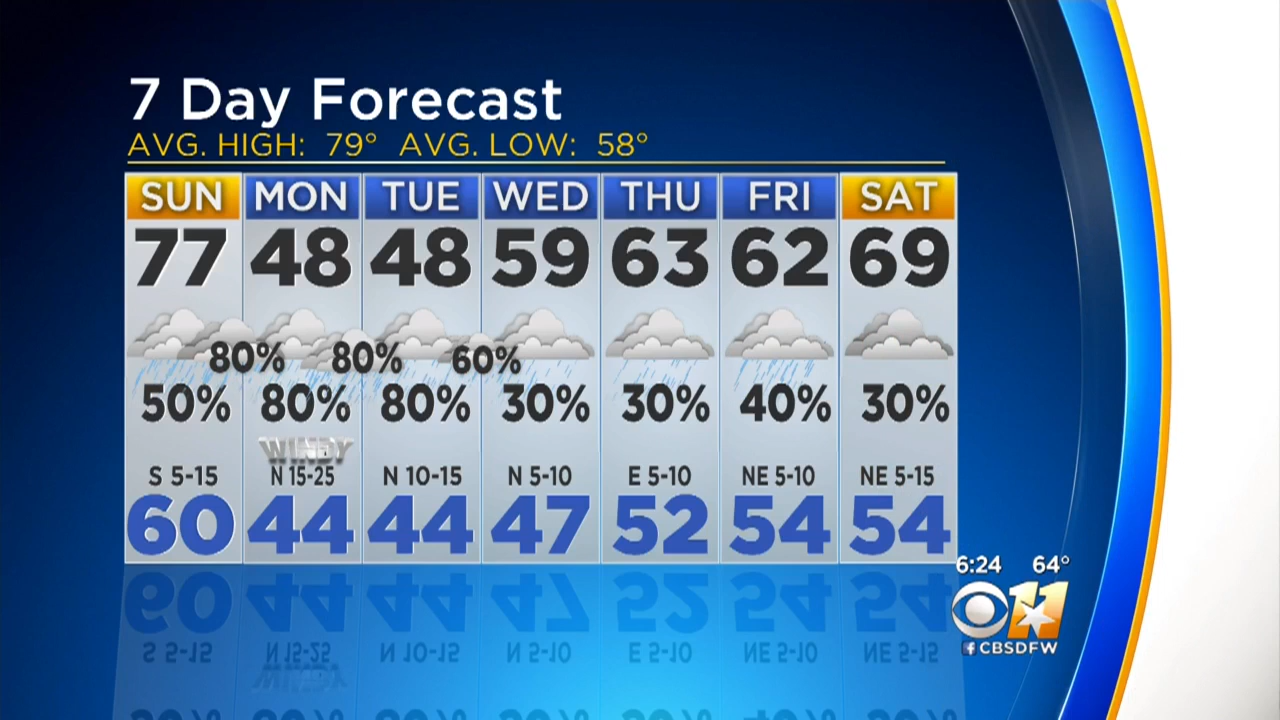 7 Day Forecast
AVG. HIGH: 79° AVG. LOW: 58°
SUN MON TUE WED THU FRI SAT
77 48 48 59 63 62 69
80% 80% 60%
50% 80% 80% 30% 30% 40% 30%
WINDY
S 5-15 N 15-25 N 10-15 N 5-10 E 5-10 NE 5-10 NE 5-15
60 44 44 47 52 54 54
6:24 64°
11
f CBSDFW